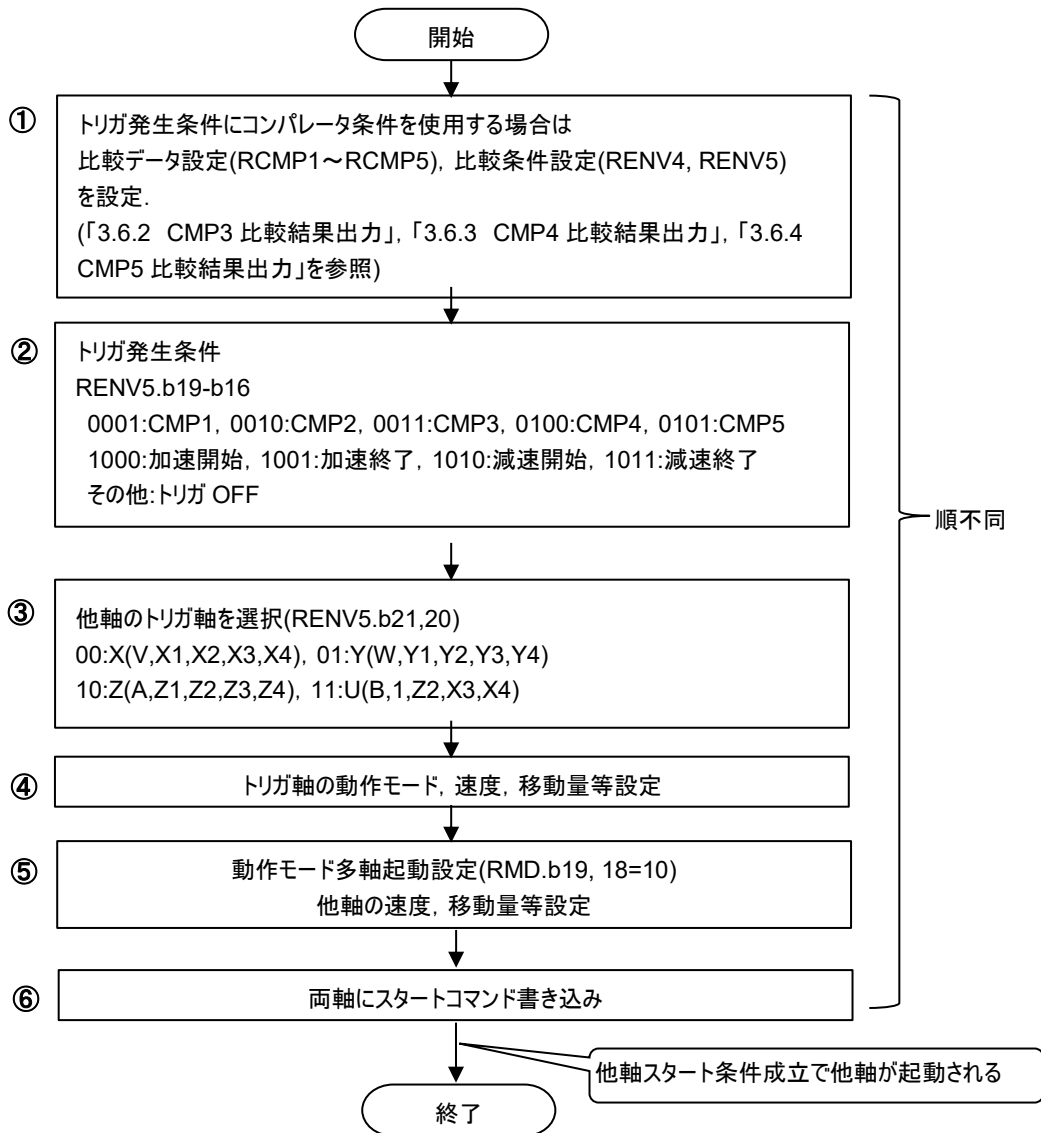 開始
①
トリガ発生条件にコンパレータ条件を使用する場合は
比較データ設定(RCMP1～RCMP5), 比較条件設定(RENV4, RENV5)
を設定.
(「3.6.2 CMP3 比較結果出力」, 「3.6.3 CMP4 比較結果出力」, 「3.6.4
CMP5 比較結果出力」を参照)
②
トリガ発生条件
RENV5.b19-b16
0001:CMP1, 0010:CMP2, 0011:CMP3, 0100:CMP4, 0101:CMP5
1000:加速開始, 1001:加速終了, 1010:減速開始, 1011:減速終了
その他:トリガ OFF
順不同
③
他軸のトリガ軸を選択(RENV5.b21,20)
00:X(V,X1,X2,X3,X4), 01:Y(W,Y1,Y2,Y3,Y4)
10:Z(A,Z1,Z2,Z3,Z4), 11:U(B,1,Z2,X3,X4)
④
トリガ軸の動作モード, 速度, 移動量等設定
⑤
動作モード多軸起動設定(RMD.b19, 18=10)
他軸の速度, 移動量等設定
⑥
両軸にスタートコマンド書き込み
他軸スタート条件成立で他軸が起動される
終了